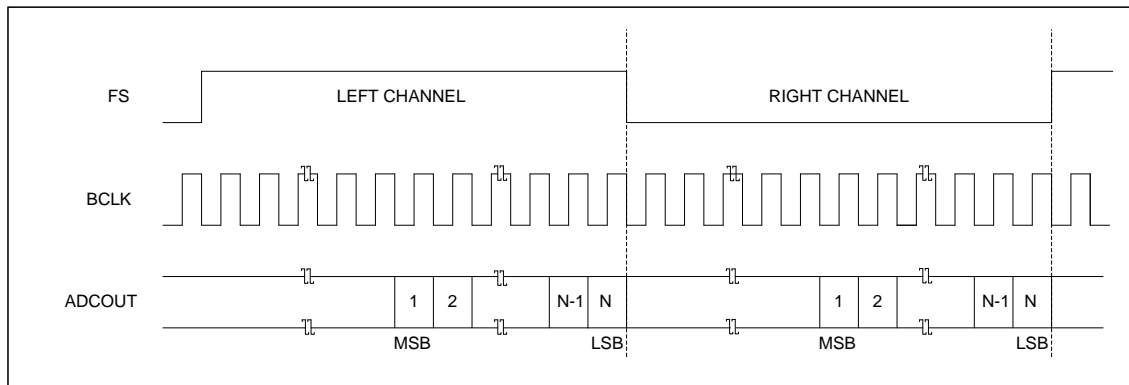 FS
LEFT CHANNEL
RIGHT CHANNEL
BCLK
ADCOUT
1
2
N-1
N
1
2
N-1
N
MSB
LSB
MSB
LSB